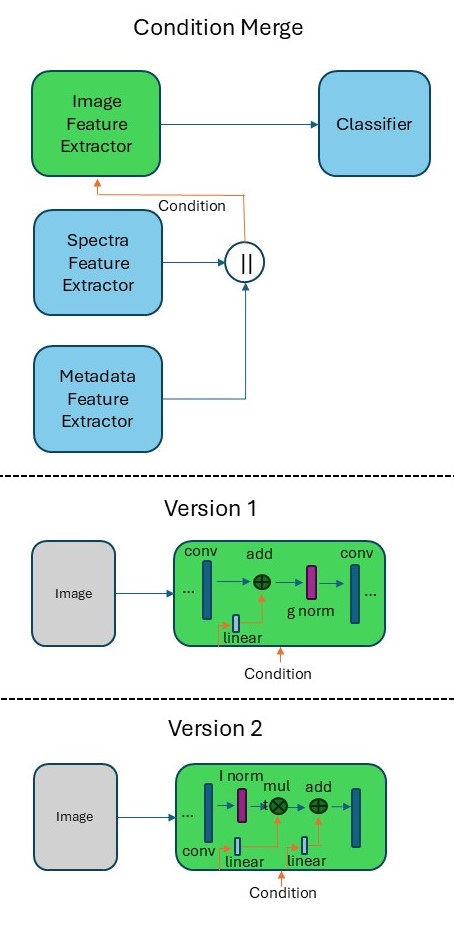 Condition Merge
Image
Feature
Extractor
Classifier
Condition
Spectra
Feature
Extractor
||
Metadata
Feature
Extractor
Version 1
conv
add
conv
Image
...
...
g norm
linear
Condition
Version 2
l norm
mul
add
Image
...
conv
linear
linear
Condition